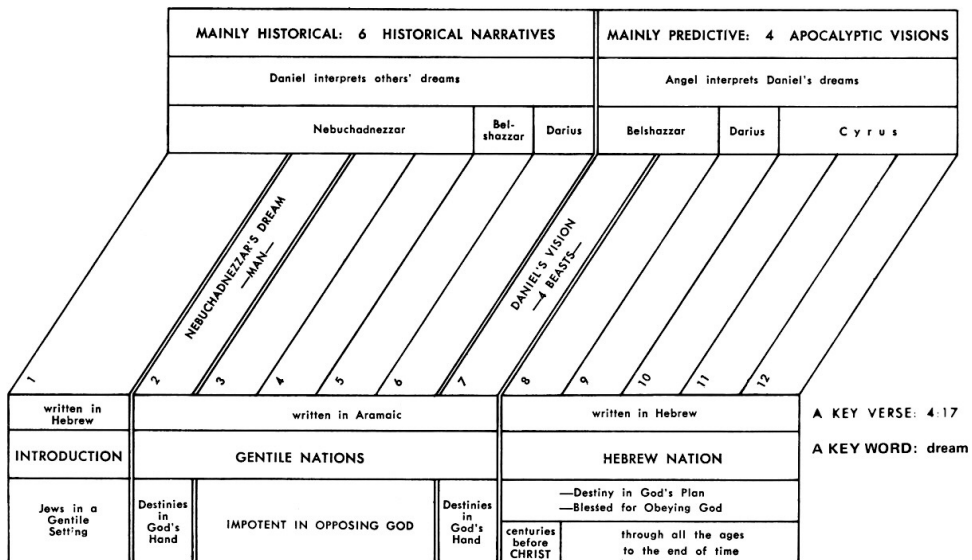 MAINLY HISTORICAL: 6 HISTORICAL NARRATIVES
MAINLY PREDICTIVE: 4 APOCALYPTIC VISIONS
Daniel interprets others' dreams
Angel interprets Daniel's dreams
Nebuchadnezzar
Bel-
shazzar
Darius
Belshazzar
Darius
Cyrus
NEBUCHADNEZZAR'S DREAM
—MAN—
DANIEL'S VISION
—4 BEASTS—
1
2
3
4
5
6
7
8
9
10
11
12
written in
Hebrew
written in Aramaic
written in Hebrew
A KEY VERSE: 4:17
INTRODUCTION
GENTILE NATIONS
HEBREW NATION
A KEY WORD: dream
Jews in a
Gentile
Setting
Destinies
in
God's
Hand
IMPOTENT IN OPPOSING GOD
Destinies
in
God's
Hand
—Destiny in God's Plan
—Blessed for Obeying God
centuries
before
CHRIST
through all the ages
to the end of time